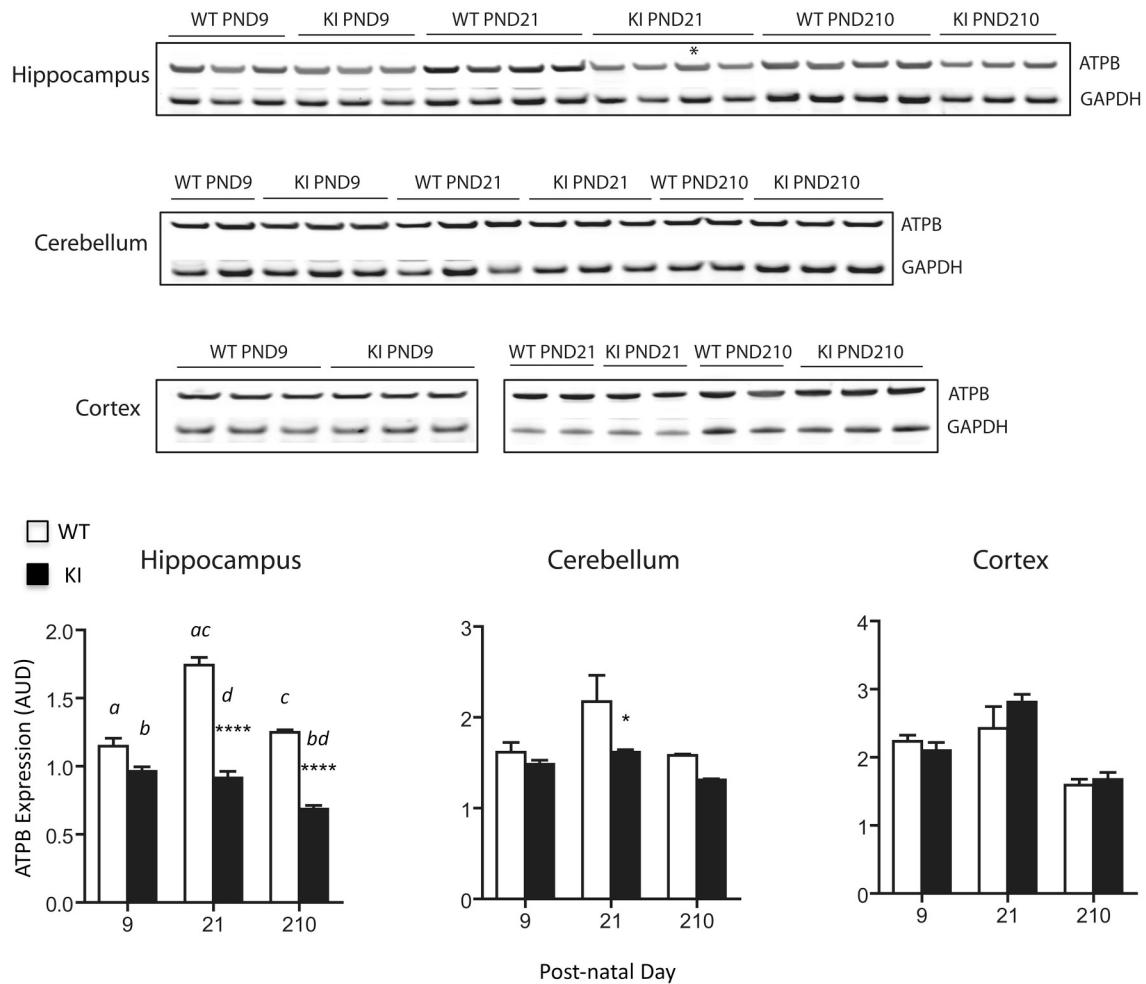 WT PND9 KI PND9 WT PND21 KI PND21 WT PND210 KI PND210
*
Hippocampus ATPB
GAPDH
WT PND9 KI PND9 WT PND21 KI PND21 WT PND210 KI PND210
Cerebellum ATPB
GAPDH
WT PND9 KI PND9 WT PND21 KI PND21 WT PND210 KI PND210
Cortex ATPB
GAPDH
WT
KI
Hippocampus Cerebellum Cortex
ATPB Expression (AUD)
2.0
1.5
1.0
0.5
0.0
a b ac d **** c bd ****
9 21 210
3
2
1
0
*
9 21 210
4
3
2
1
0
9 21 210
Post-natal Day